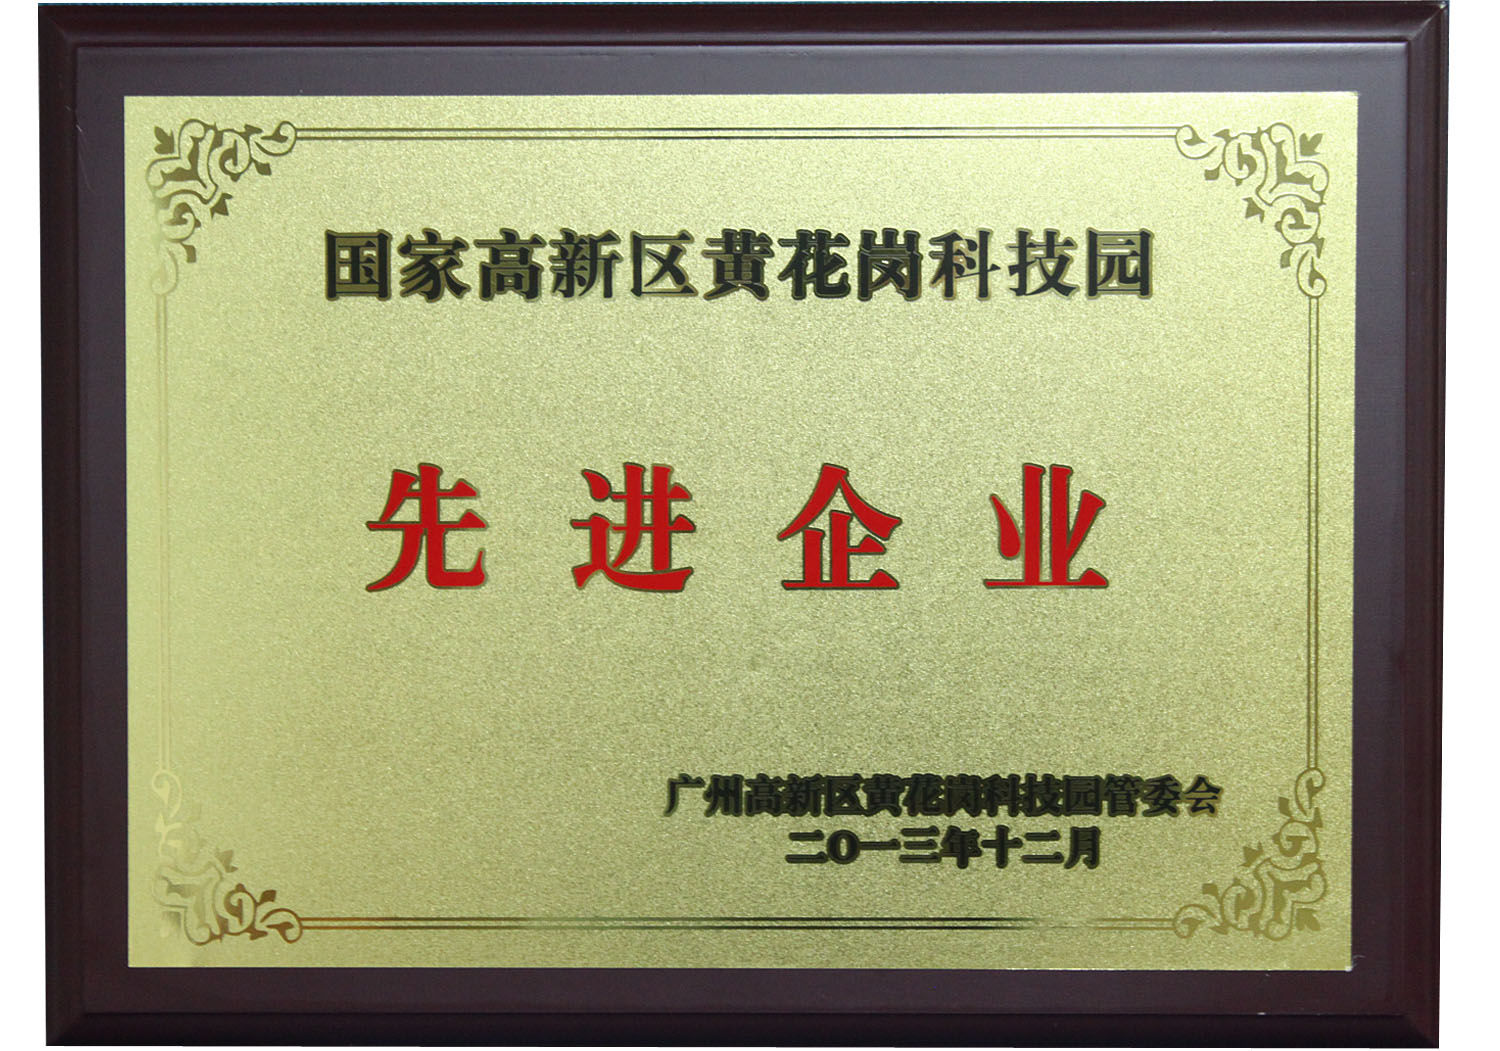 国家高新区黄花岗科技园
先进企业
广州高新区黄花岗科技园管委会
二O一三年十二月